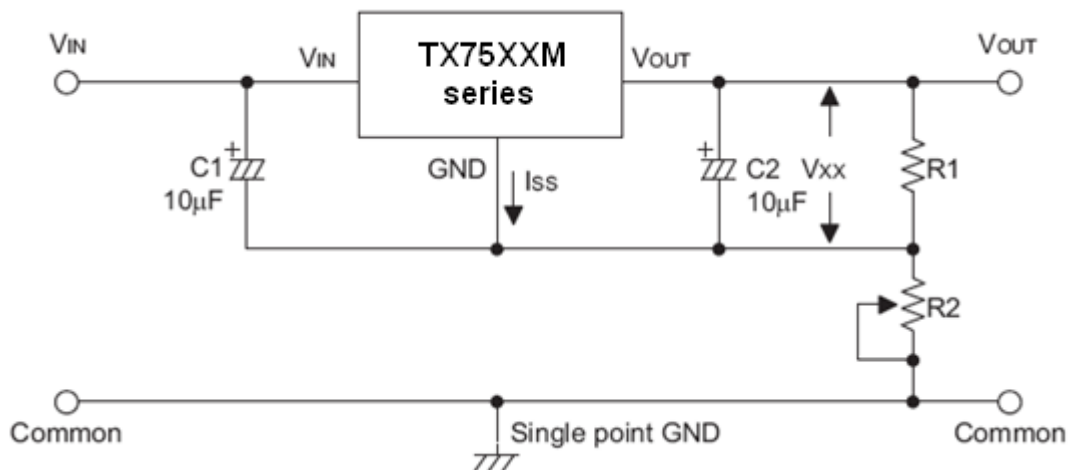 VIN
VIN
TX75XXM
series
VOUT
VOUT
+
C1
10μF
GND
ISS
+
C2
10μF
VXX
R1
R2
Common
Single point GND
Common